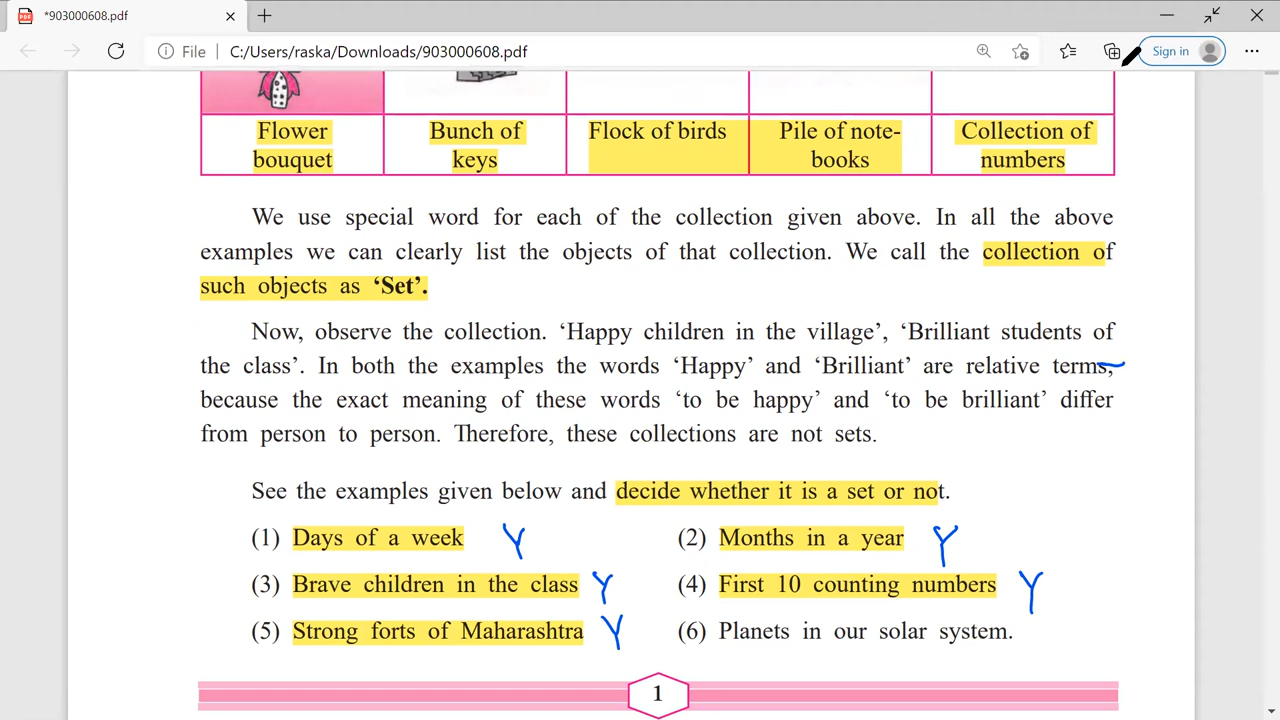 *903000608.pdf
File C:/Users/raska/Downloads/903000608.pdf Sign in
Flower bouquet
Bunch of keys
Flock of birds
Pile of note-books
Collection of numbers
We use special word for each of the collection given above. In all the above
examples we can clearly list the objects of that collection. We call the collection of
such objects as ‘Set’.
Now, observe the collection. ‘Happy children in the village’, ‘Brilliant students of
the class’. In both the examples the words ‘Happy’ and ‘Brilliant’ are relative terms,
because the exact meaning of these words ‘to be happy’ and ‘to be brilliant’ differ
from person to person. Therefore, these collections are not sets.
See the examples given below and decide whether it is a set or not.
(1) Days of a week Y (2) Months in a year Y
(3) Brave children in the class Y (4) First 10 counting numbers Y
(5) Strong forts of Maharashtra Y (6) Planets in our solar system.
1